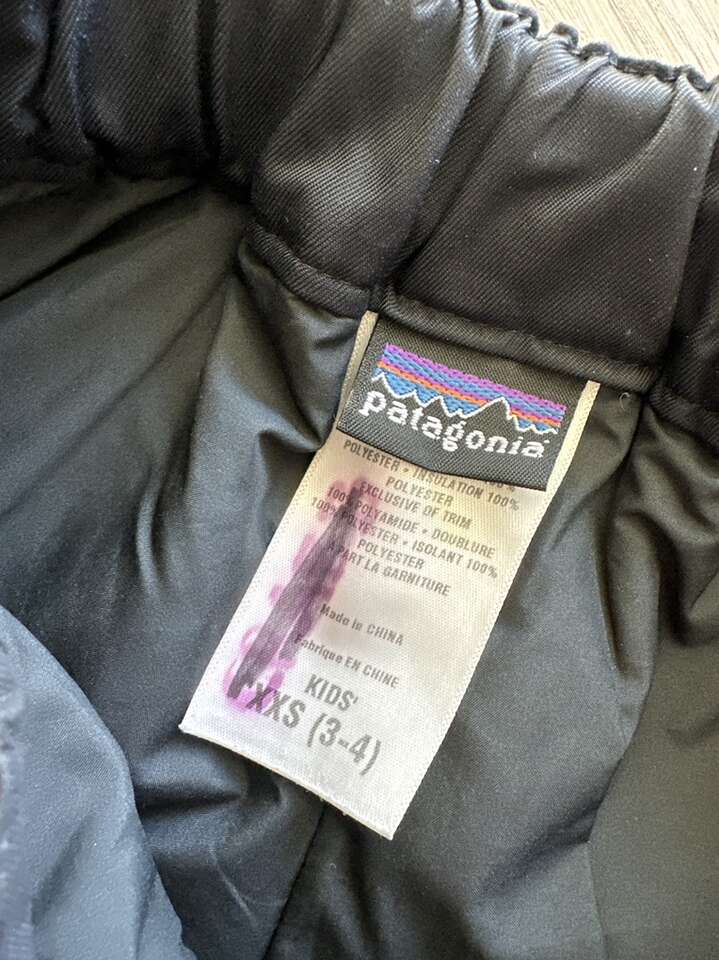 patagonia
POLYESTER • INSULATION 100%
POLYESTER
EXCLUSIVE OF TRIM
100% POLYAMIDE • DOUBLURE
100% POLYESTER • ISOLANT 100%
POLYESTER
À PART LA GARNITURE
Made in CHINA
Fabriqué EN CHINE
KIDS'
XXS (3-4)